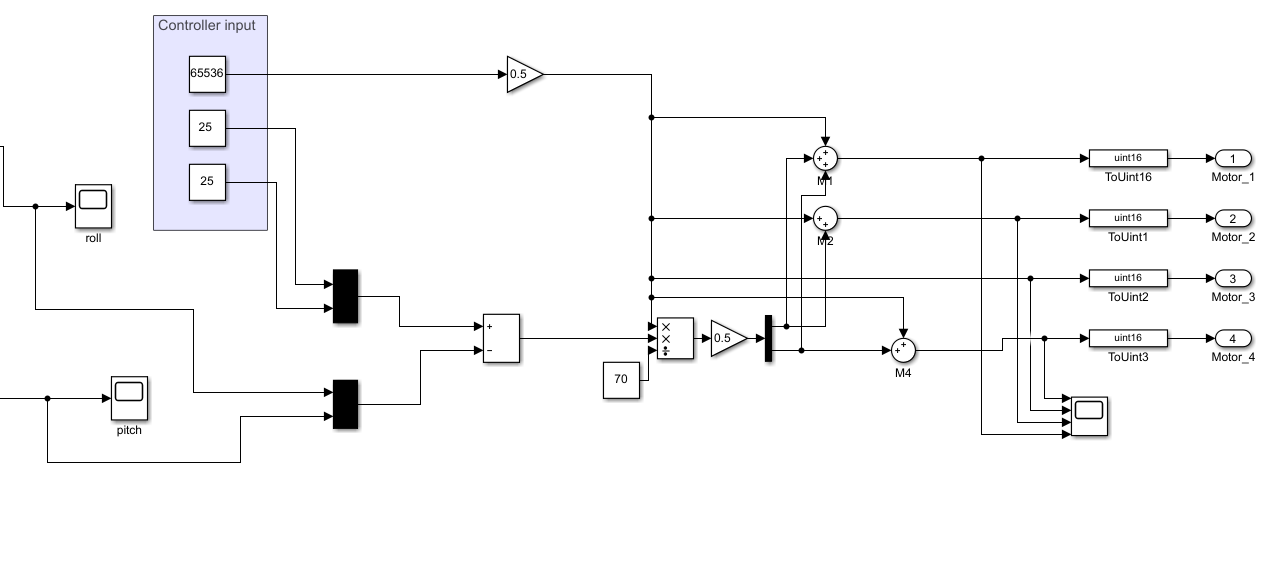 Controller input
65536
0.5
25
25
roll
pitch
+
−
70
×
×
÷
0.5
+
+
+
M1
+
+
M2
+
+
M4
uint16
ToUint16
1
Motor_1
uint16
ToUint1
2
Motor_2
uint16
ToUint2
3
Motor_3
uint16
ToUint3
4
Motor_4